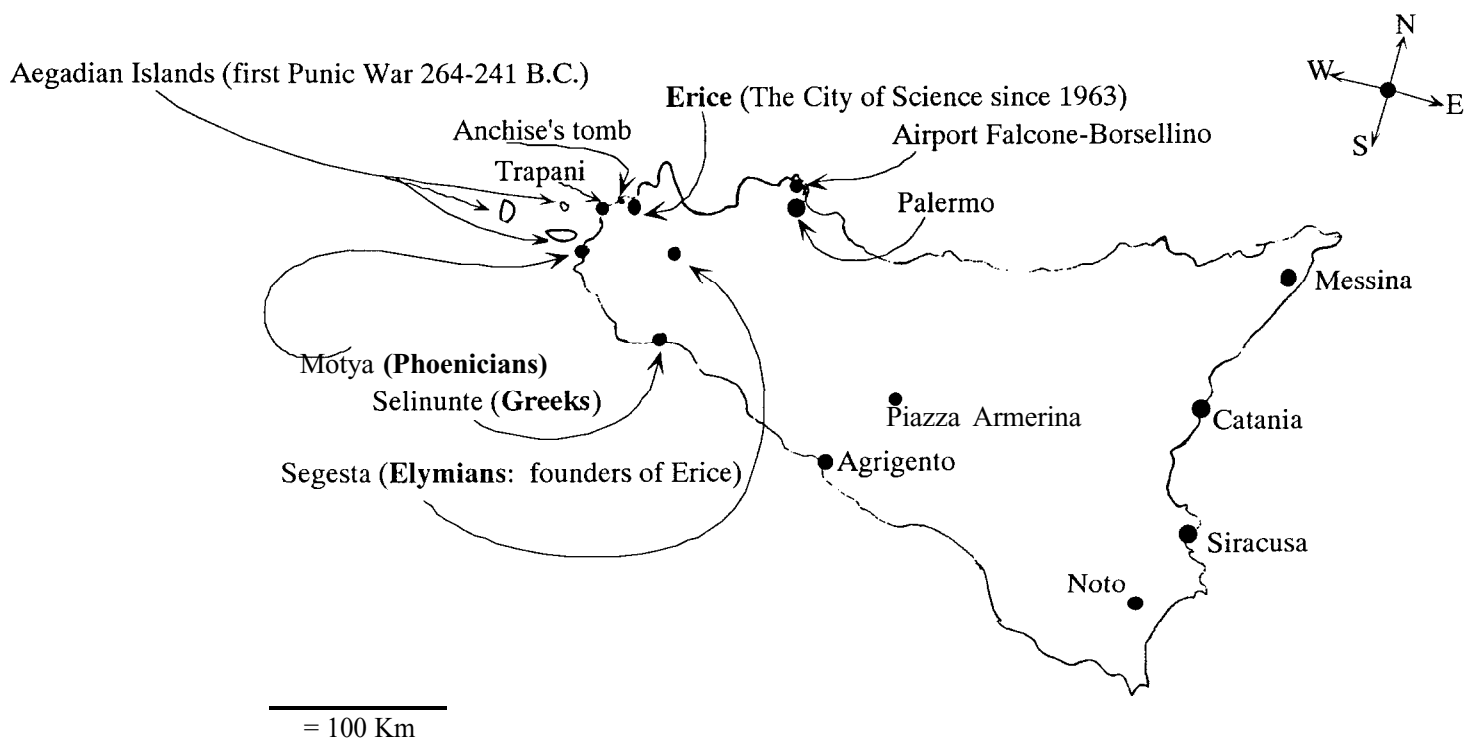 N
Aegadian Islands (first Punic War 264-241 B.C.)
W
E
S
Erice (The City of Science since 1963)
Anchise's tomb
Airport Falcone-Borsellino
Trapani
Palermo
Messina
Motya (Phoenicians)
Selinunte (Greeks)
Piazza Armerina
Catania
Agrigento
Segesta (Elymians: founders of Erice)
Siracusa
Noto
= 100 Km